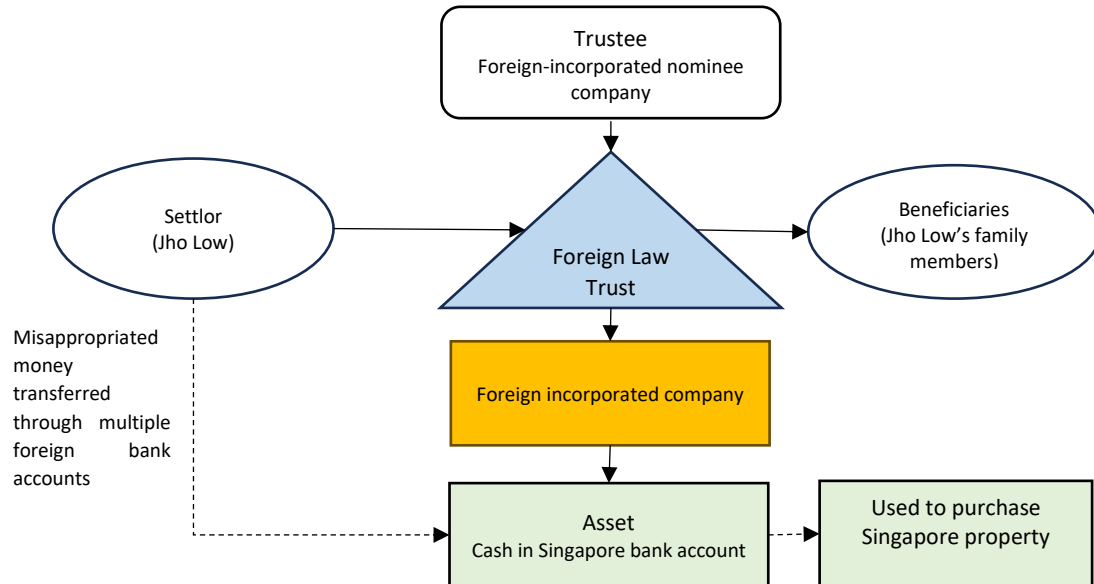 Trustee
Foreign-incorporated nominee
company
Settlor
(Jho Low)
Foreign Law
Trust
Beneficiaries
(Jho Low’s family
members)
Misappropriated
money
transferred
through multiple
foreign bank
accounts
Foreign incorporated company
Asset
Cash in Singapore bank account
Used to purchase
Singapore property